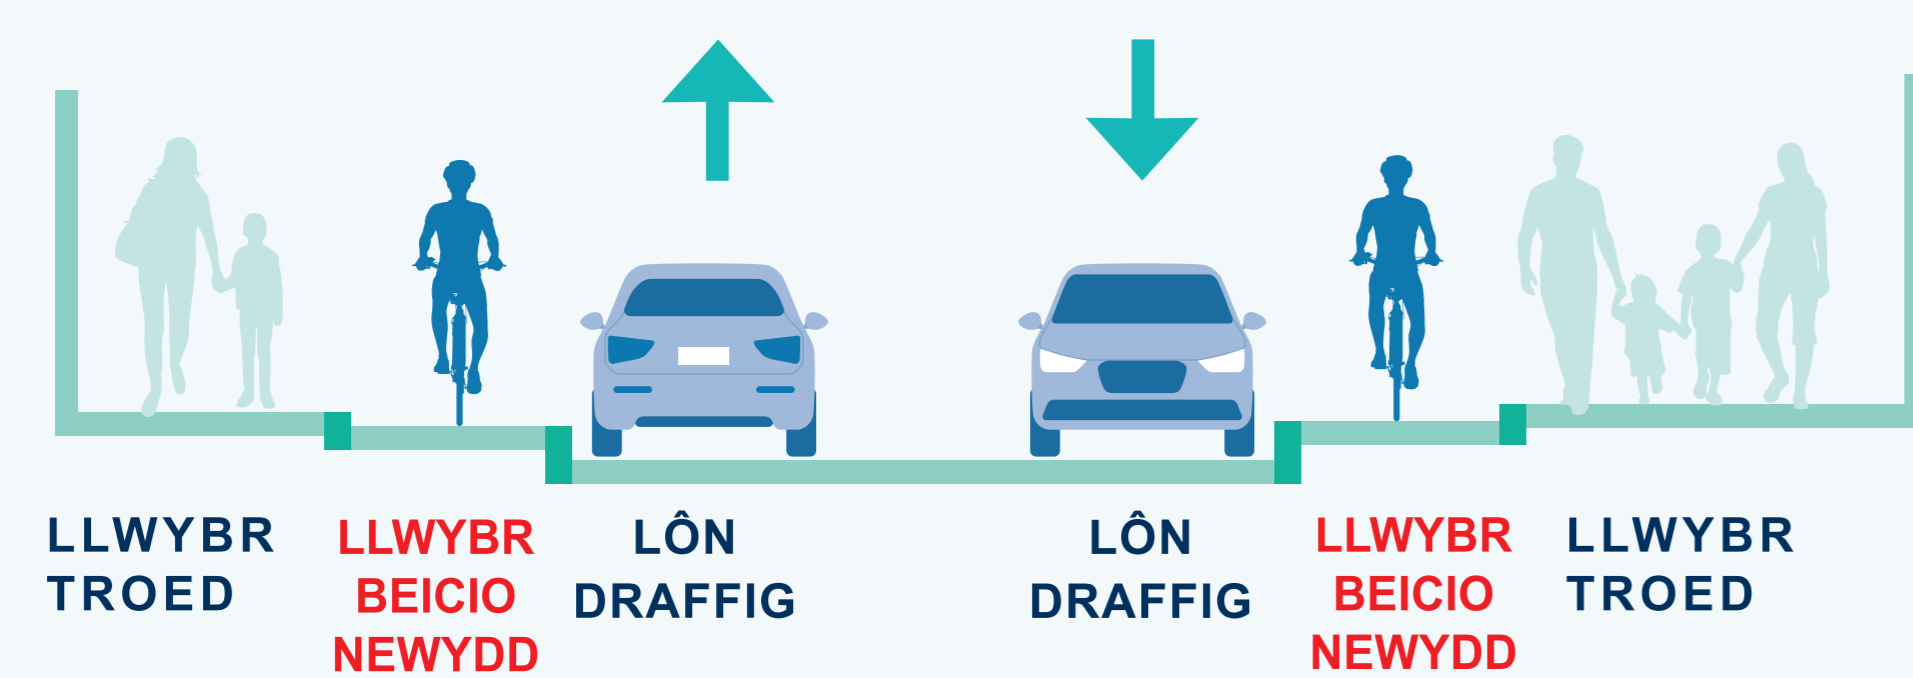 LLWYBR
TROED
LLWYBR
BEICIO
NEWYDD
LÔN
DRAFFIG
LÔN
DRAFFIG
LLWYBR
BEICIO
NEWYDD
LLWYBR
TROED